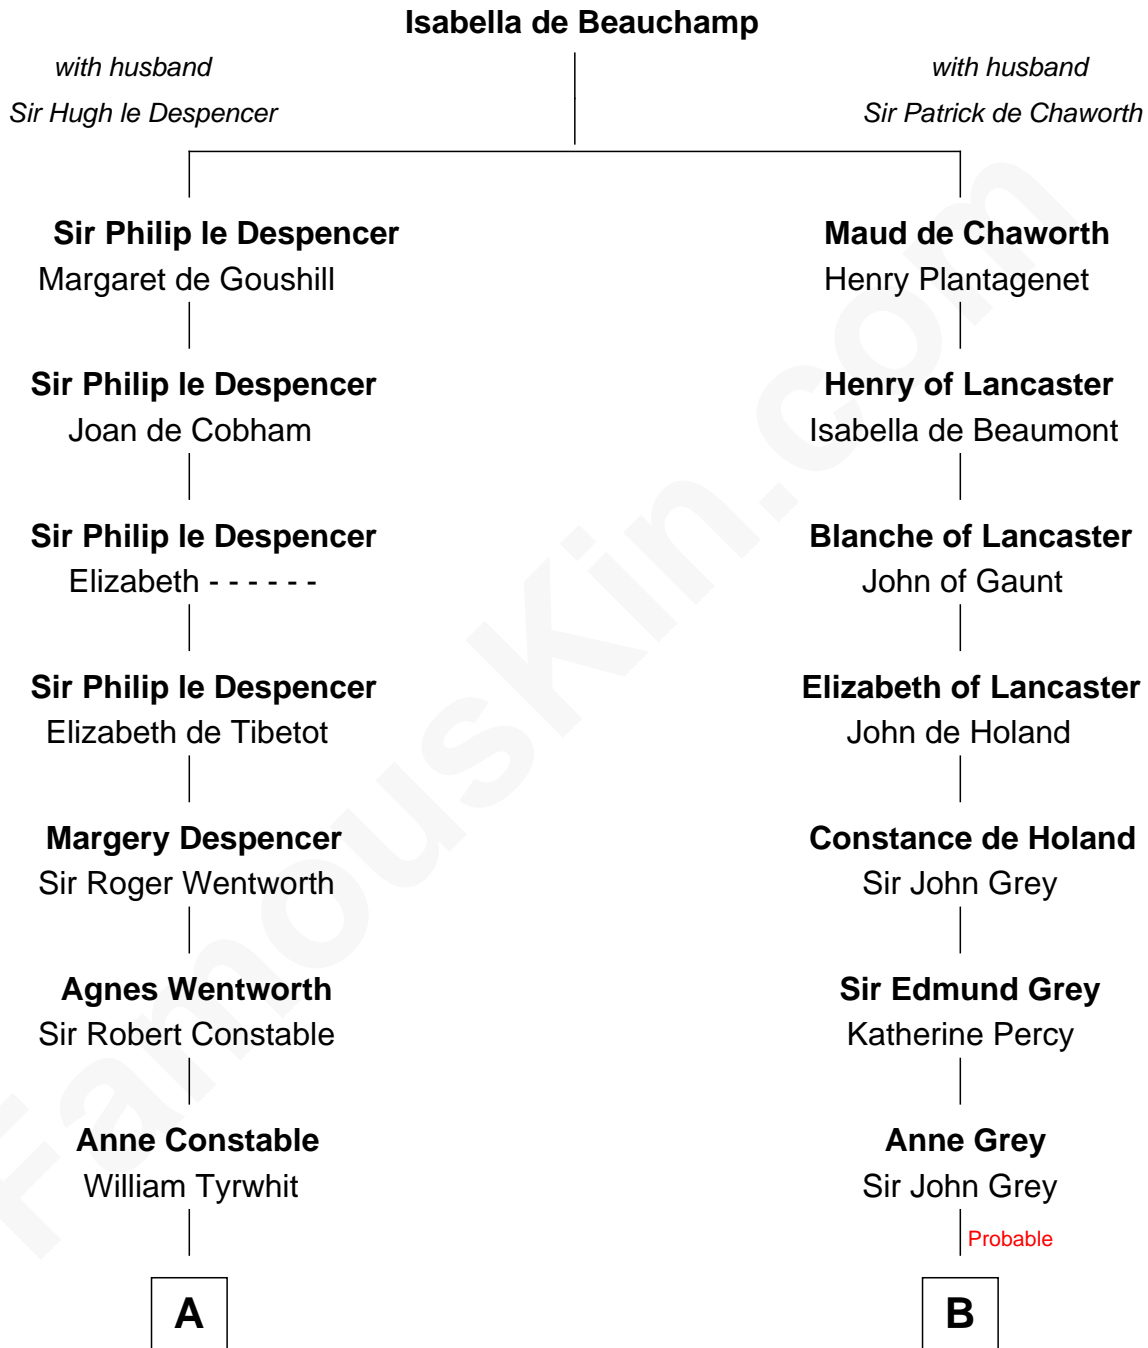 Isabella de Beauchamp
with husband
Sir Hugh le Despencer
with husband
Sir Patrick de Chaworth
Sir Philip le Despencer
Margaret de Goushill
Maud de Chaworth
Henry Plantagenet
Sir Philip le Despencer
Joan de Cobham
Henry of Lancaster
Isabella de Beaumont
Sir Philip le Despencer
Elizabeth - - - - - -
Blanche of Lancaster
John of Gaunt
Sir Philip le Despencer
Elizabeth de Tibetot
Elizabeth of Lancaster
John de Holand
Margery Despencer
Sir Roger Wentworth
Constance de Holand
Sir John Grey
Agnes Wentworth
Sir Robert Constable
Sir Edmund Grey
Katherine Percy
Anne Constable
William Tyrwhit
Anne Grey
Sir John Grey
Probable
A
B
FamousKin.com